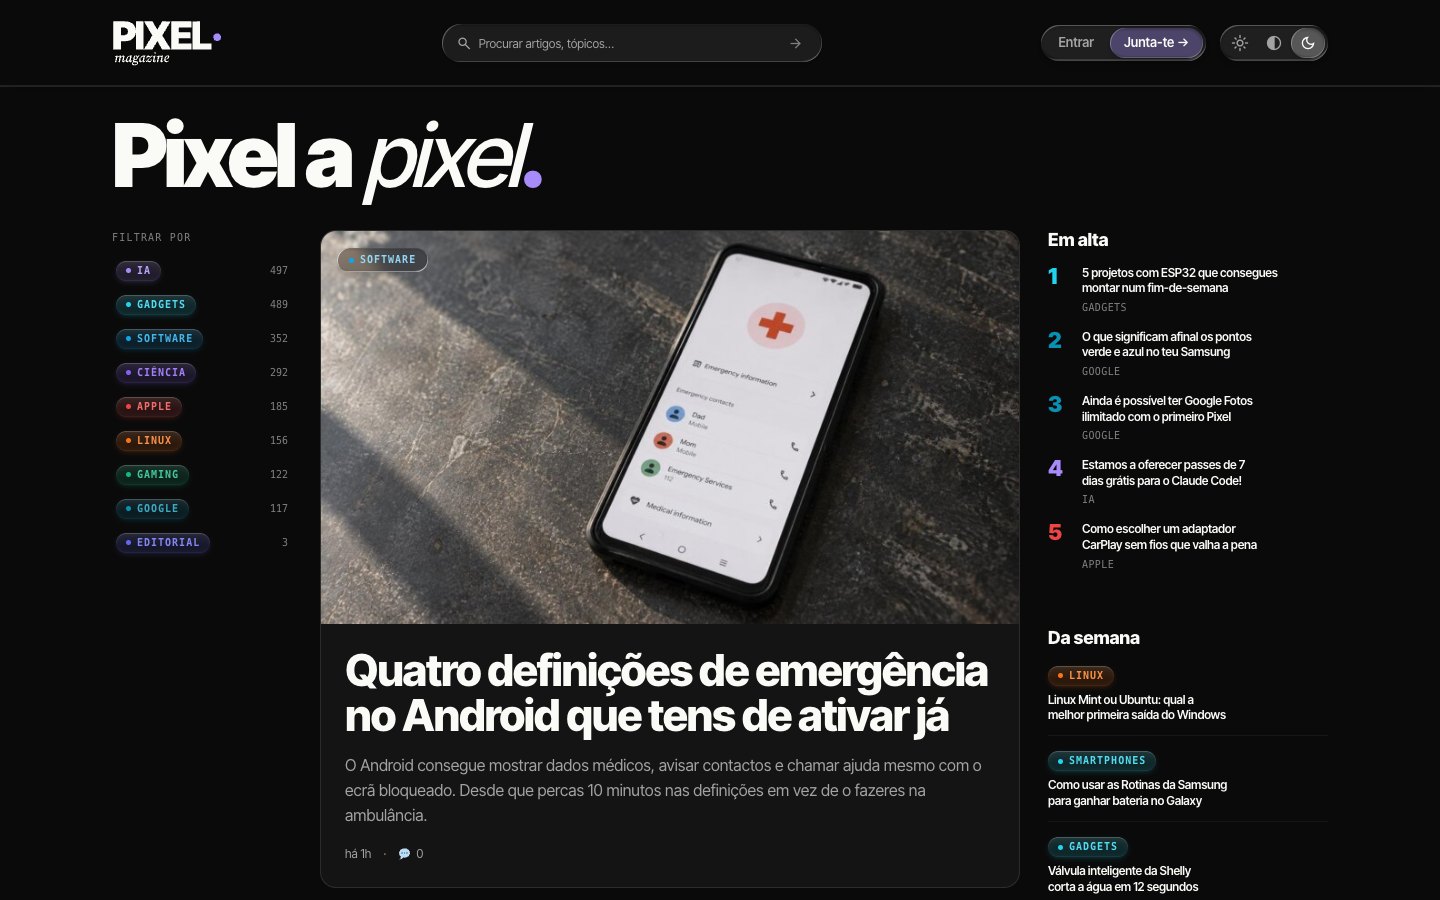 PIXEL
magazine
Procurar artigos, tópicos...
Entrar
Junta-te →
Pixel a pixel.
FILTRAR POR
IA 497
GADGETS 489
SOFTWARE 352
CIÊNCIA 292
APPLE 185
LINUX 156
GAMING 122
GOOGLE 117
EDITORIAL 3
SOFTWARE
Emergency information
Emergency contacts
Dad
Mobile
Mom
Mobile
Emergency Services
112
Medical information
Quatro definições de emergência
no Android que tens de ativar já
O Android consegue mostrar dados médicos, avisar contactos e chamar ajuda mesmo com o
ecrã bloqueado. Desde que percas 10 minutos nas definições em vez de o fazeres na
ambulância.
há 1h · 0
Em alta
1 5 projetos com ESP32 que consegues
montar num fim-de-semana
GADGETS
2 O que significam afinal os pontos
verde e azul no teu Samsung
GOOGLE
3 Ainda é possível ter Google Fotos
ilimitado com o primeiro Pixel
GOOGLE
4 Estamos a oferecer passes de 7
dias grátis para o Claude Code!
IA
5 Como escolher um adaptador
CarPlay sem fios que valha a pena
APPLE
Da semana
LINUX
Linux Mint ou Ubuntu: qual a
melhor primeira saída do Windows
SMARTPHONES
Como usar as Rotinas da Samsung
para ganhar bateria no Galaxy
GADGETS
Válvula inteligente da Shelly
corta a água em 12 segundos